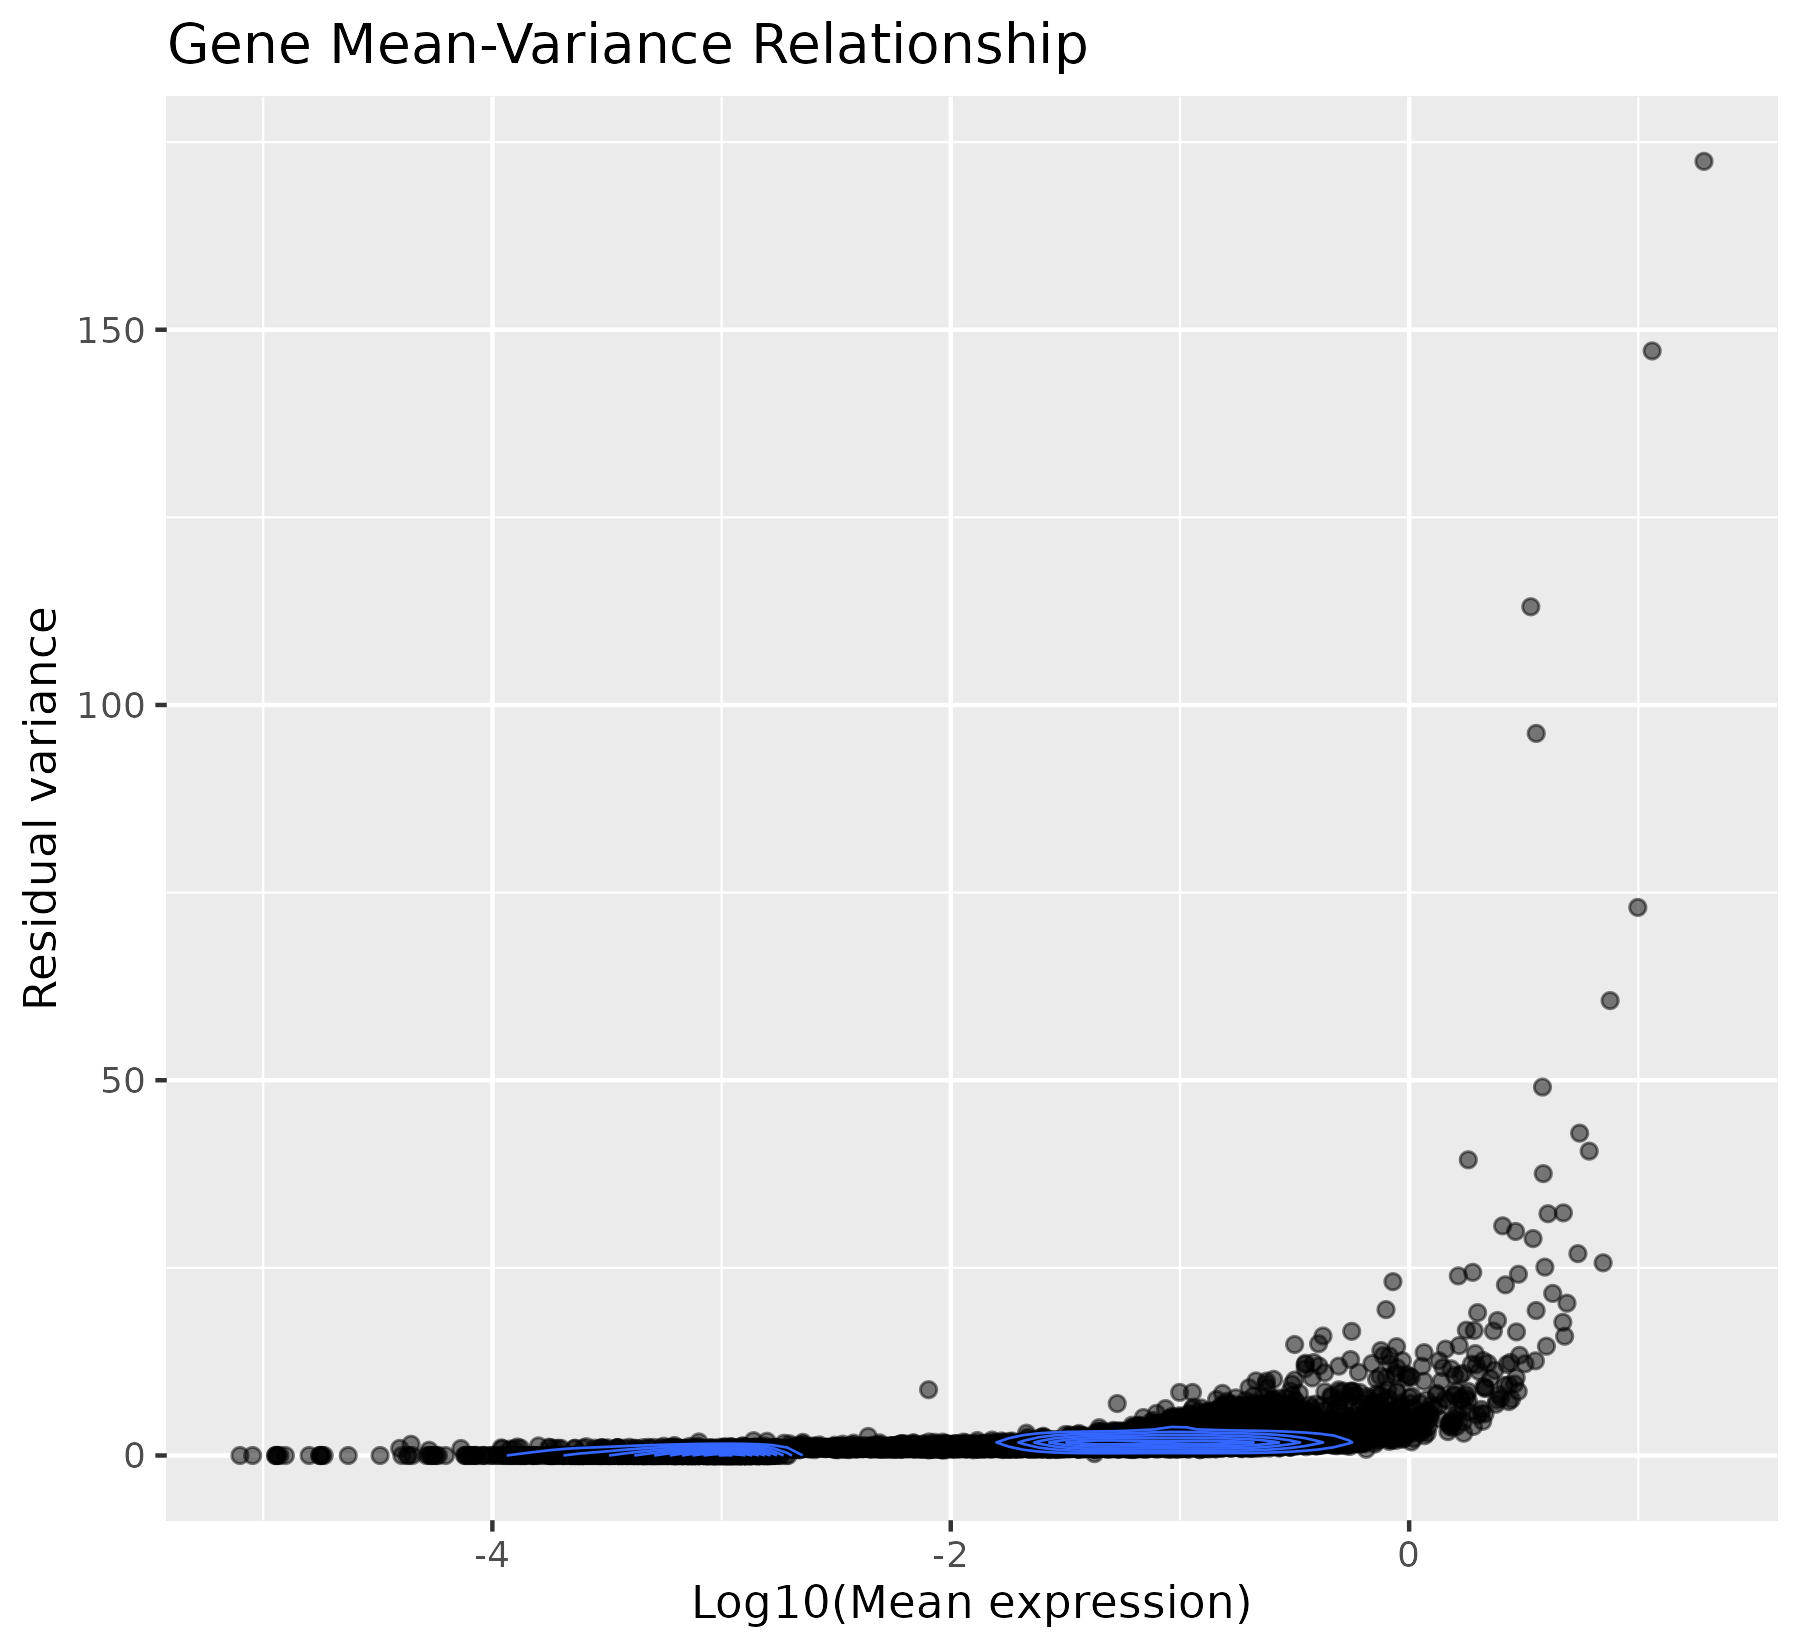 Gene Mean-Variance Relationship
Residual variance
150
100
50
0
-4 -2 0
Log10(Mean expression)